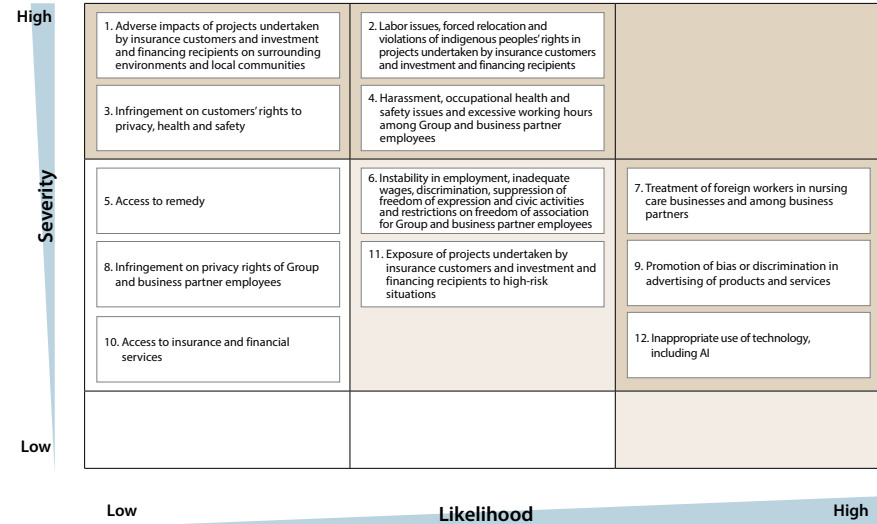 High
1. Adverse impacts of projects undertaken
by insurance customers and investment
and financing recipients on surrounding
environments and local communities
2. Labor issues, forced relocation and
violations of indigenous peoples' rights in
projects undertaken by insurance customers
and investment and financing recipients
3. Infringement on customers' rights to
privacy, health and safety
4. Harassment, occupational health and
safety issues and excessive working hours
among Group and business partner
employees
Severity
5. Access to remedy
6. Instability in employment, inadequate
wages, discrimination, suppression of
freedom of expression and civic activities
and restrictions on freedom of association
for Group and business partner employees
7. Treatment of foreign workers in nursing
care businesses and among business
partners
8. Infringement on privacy rights of Group
and business partner employees
11. Exposure of projects undertaken by
insurance customers and investment and
financing recipients to high-risk
situations
9. Promotion of bias or discrimination in
advertising of products and services
10. Access to insurance and financial
services
12. Inappropriate use of technology,
including AI
Low
Low
Likelihood
High